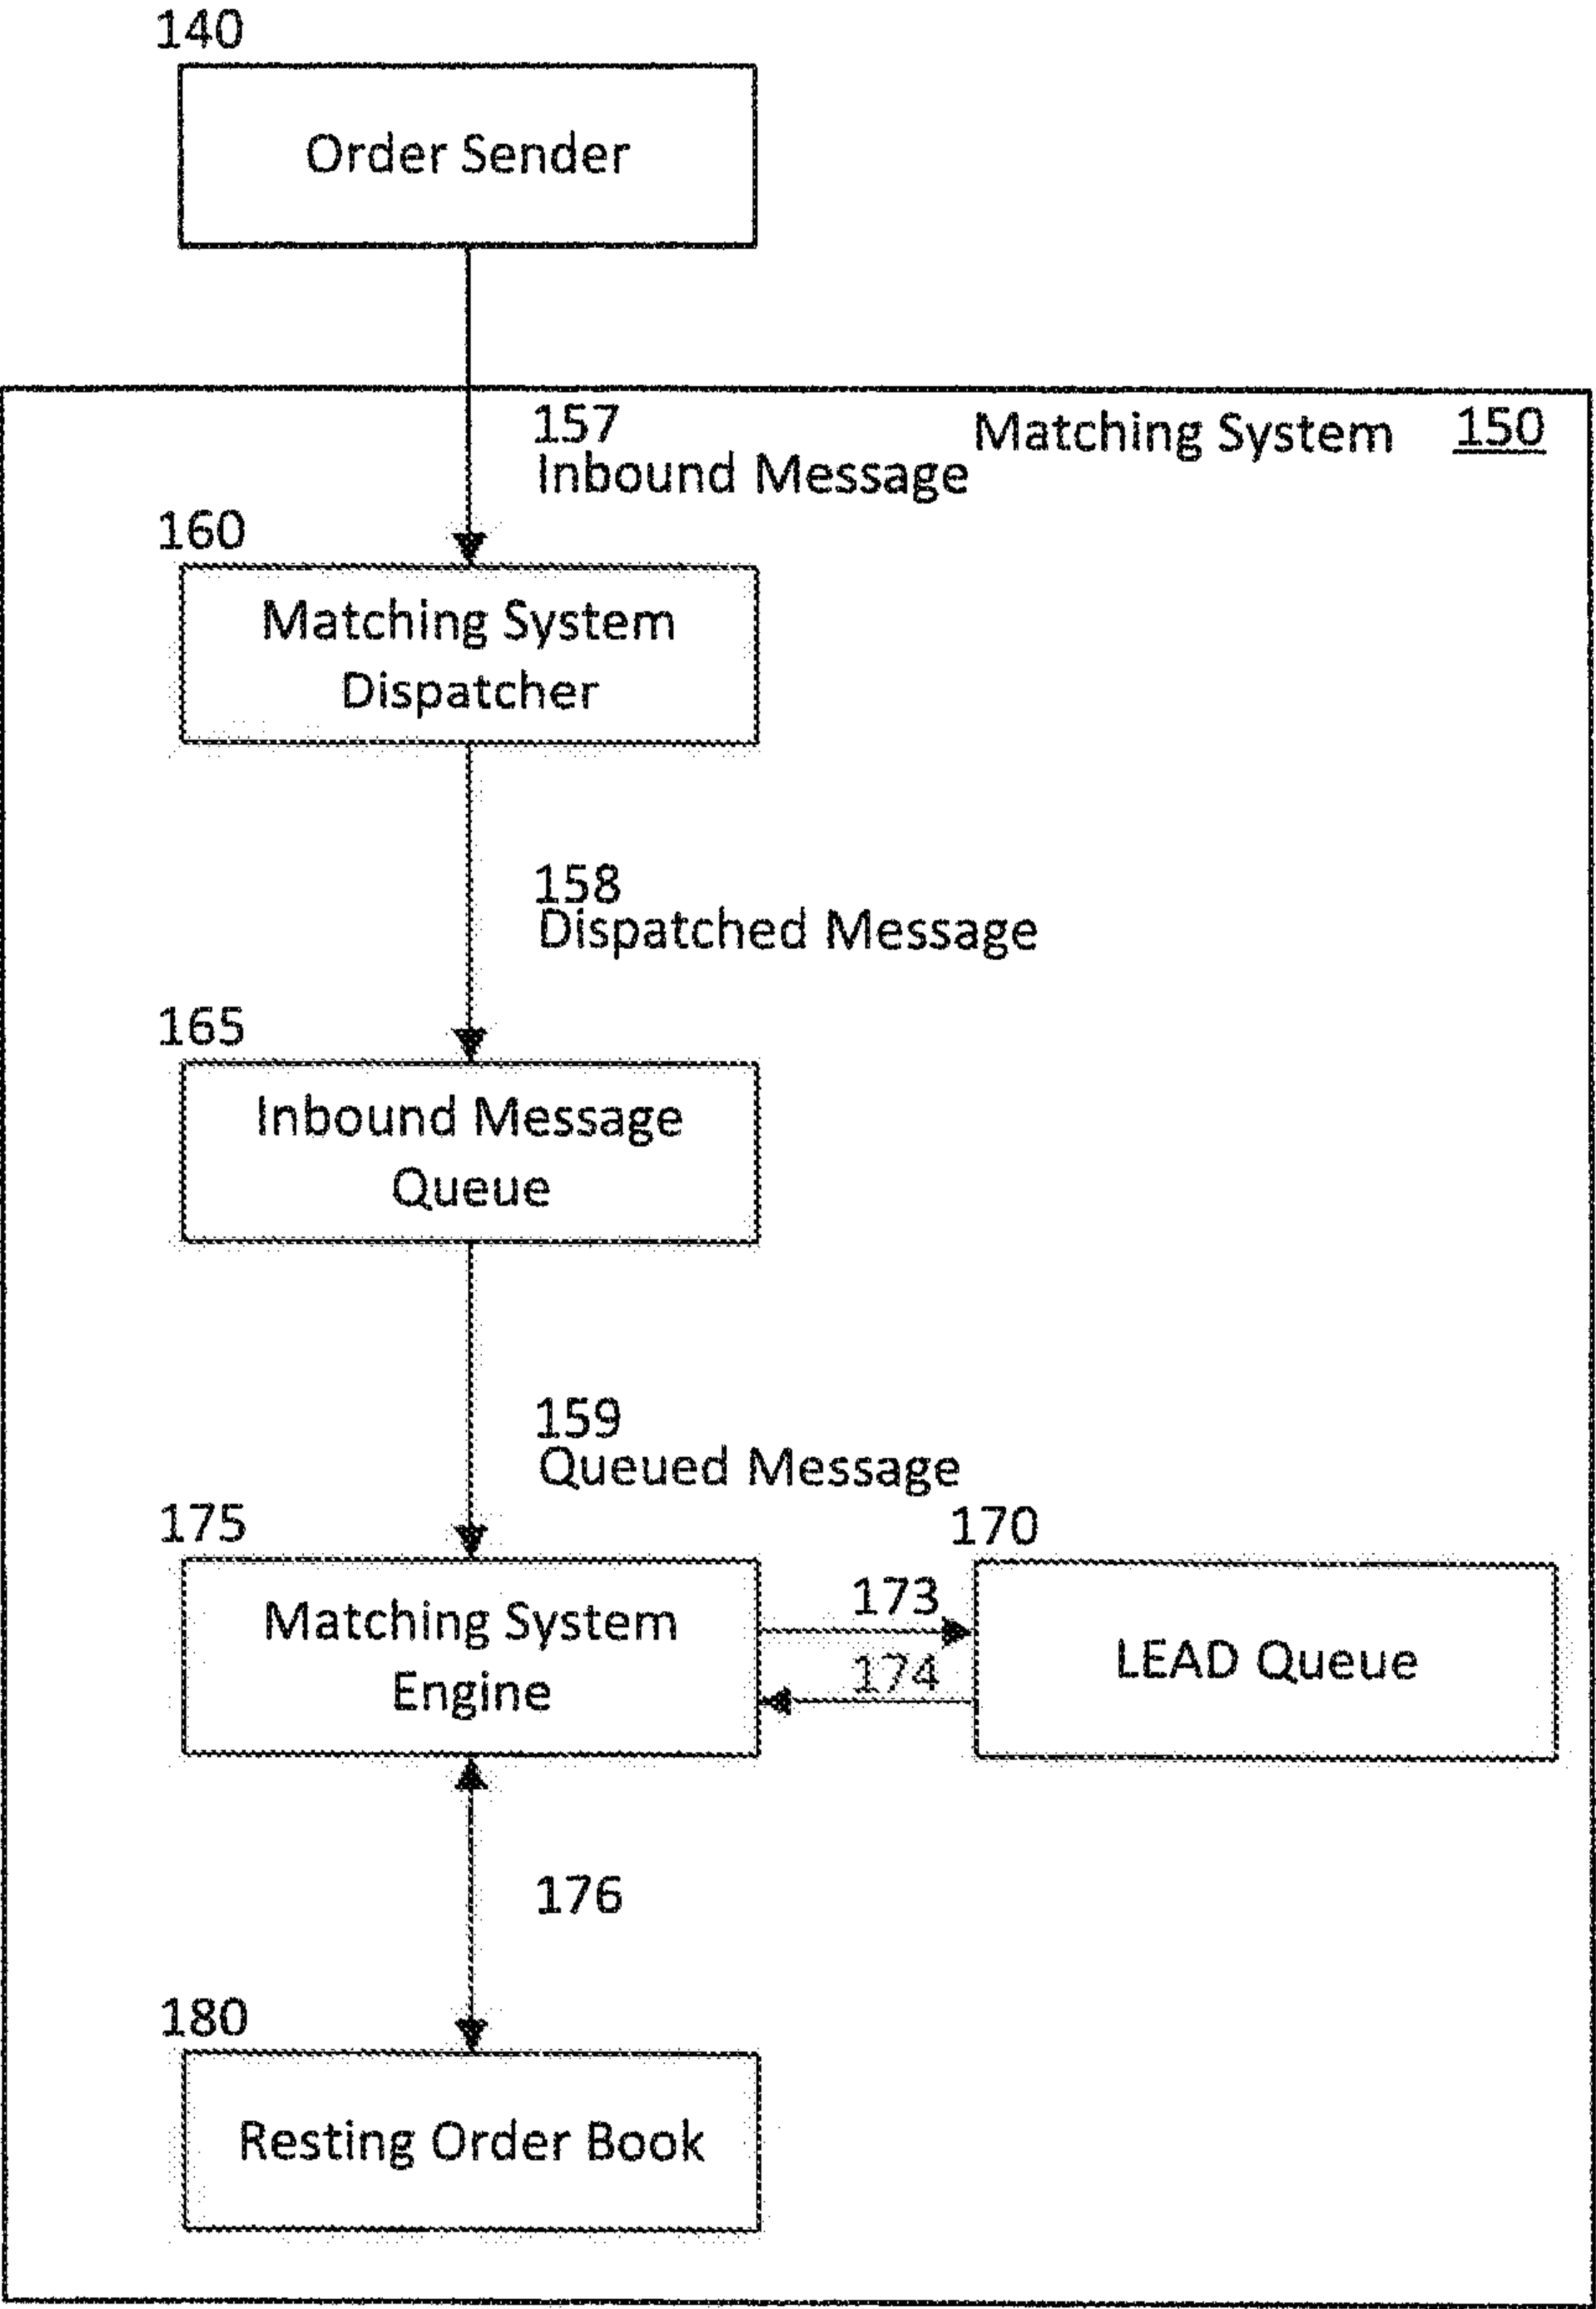 140
Order Sender
157
Inbound Message
Matching System 150
160
Matching System
Dispatcher
158
Dispatched Message
165
Inbound Message
Queue
159
Queued Message
175
Matching System
Engine
173
174
170
LEAD Queue
176
180
Resting Order Book